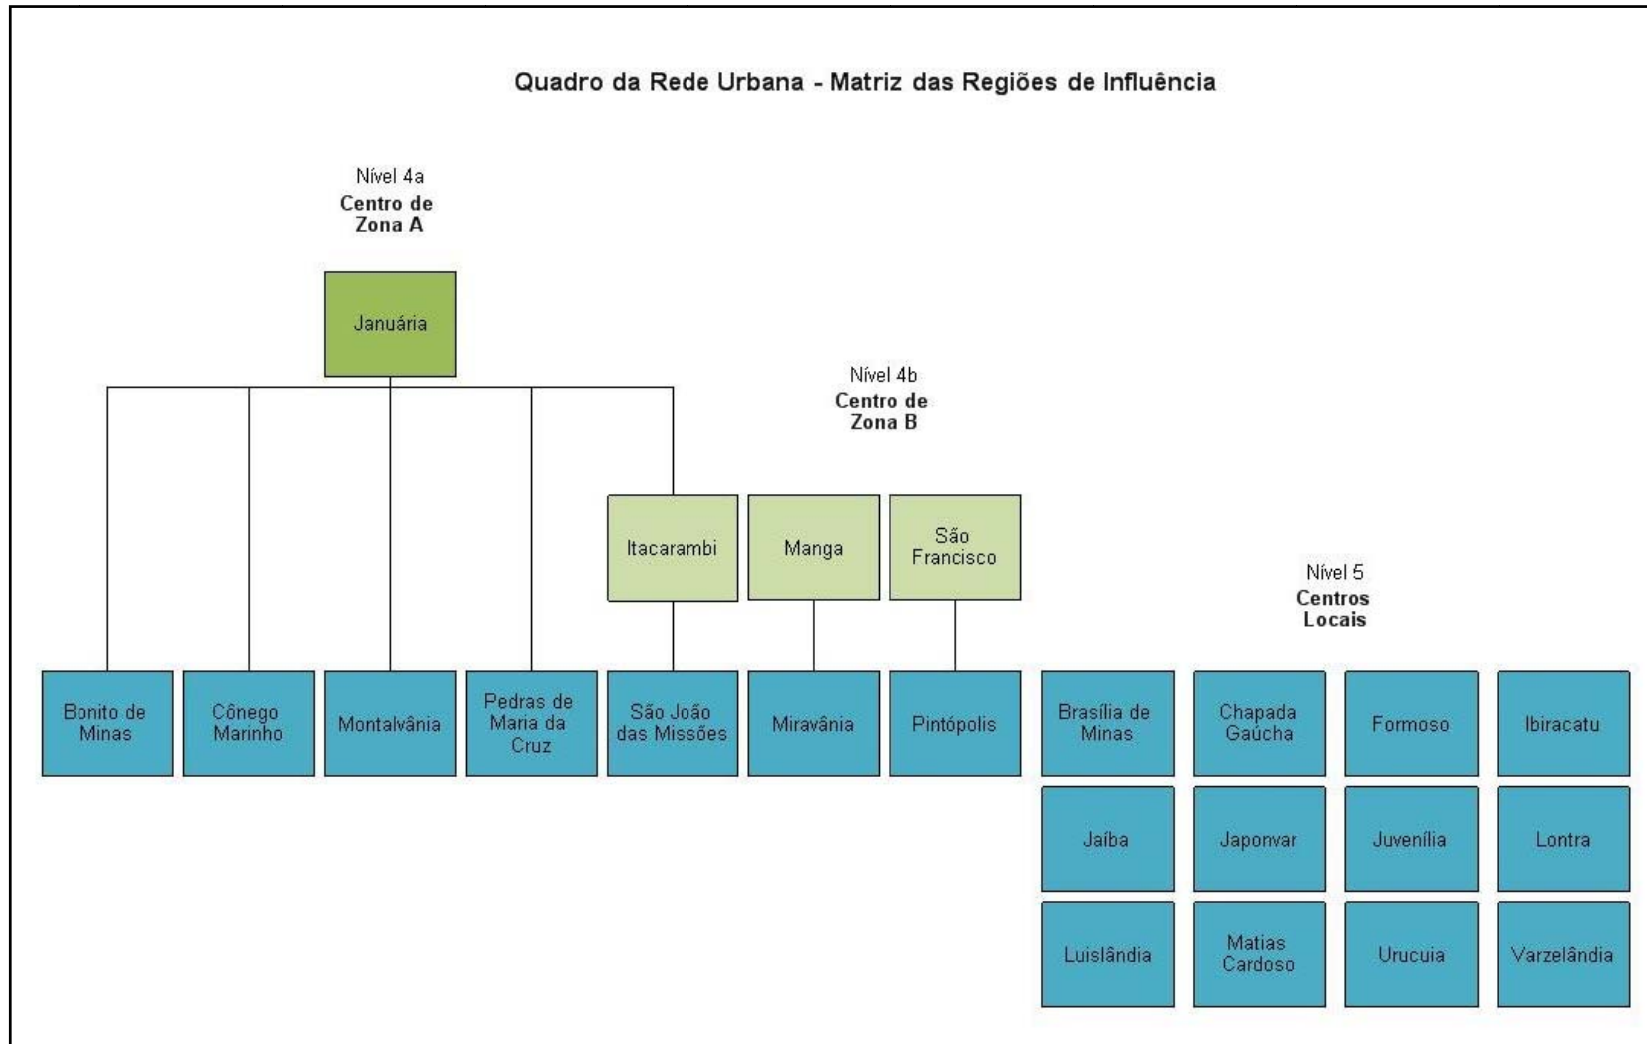 Quadro da Rede Urbana - Matriz das Regiões de Influência
Nível 4a
Centro de
Zona A
Januária
Nível 4b
Centro de
Zona B
Itacarambi
Manga
São
Francisco
Nível 5
Centros
Locais
Bonito de
Minas
Cônego
Marinho
Montalvânia
Pedras de
Maria da
Cruz
São João
das Missões
Miravânia
Pintópolis
Brasília de
Minas
Chapada
Gaúcha
Formoso
Ibiracatu
Jaíba
Japonvar
Juvenília
Lontra
Luislândia
Matias
Cardoso
Urucuia
Varzelândia